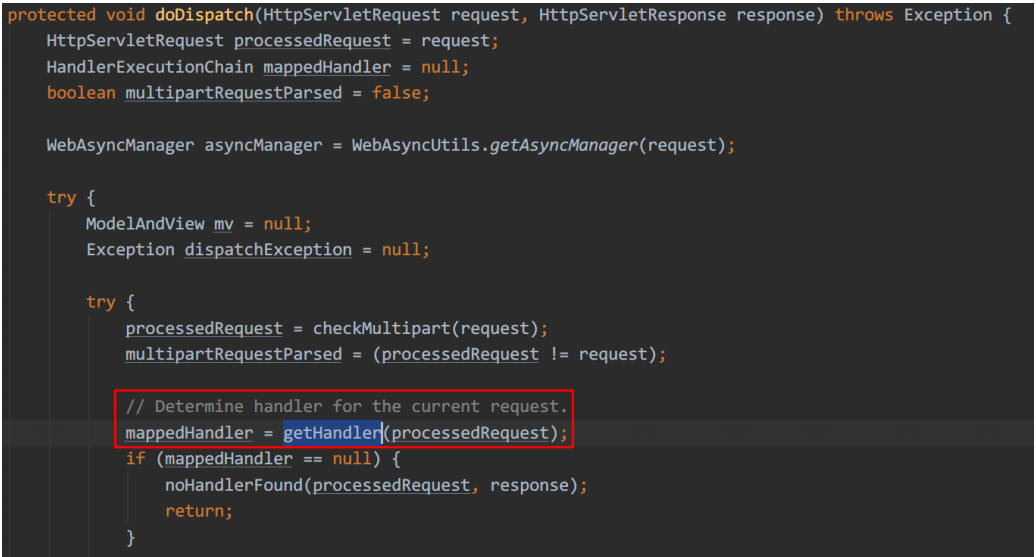 protected void doDispatch(HttpServletRequest request, HttpServletResponse response) throws Exception {
HttpServletRequest processedRequest = request;
HandlerExecutionChain mappedHandler = null;
boolean multipartRequestParsed = false;
WebAsyncManager asyncManager = WebAsyncUtils.getAsyncManager(request);
try {
ModelAndView mv = null;
Exception dispatchException = null;
try {
processedRequest = checkMultipart(request);
multipartRequestParsed = (processedRequest != request);
// Determine handler for the current request.
mappedHandler = getHandler(processedRequest);
if (mappedHandler == null) {
noHandlerFound(processedRequest, response);
return;
}